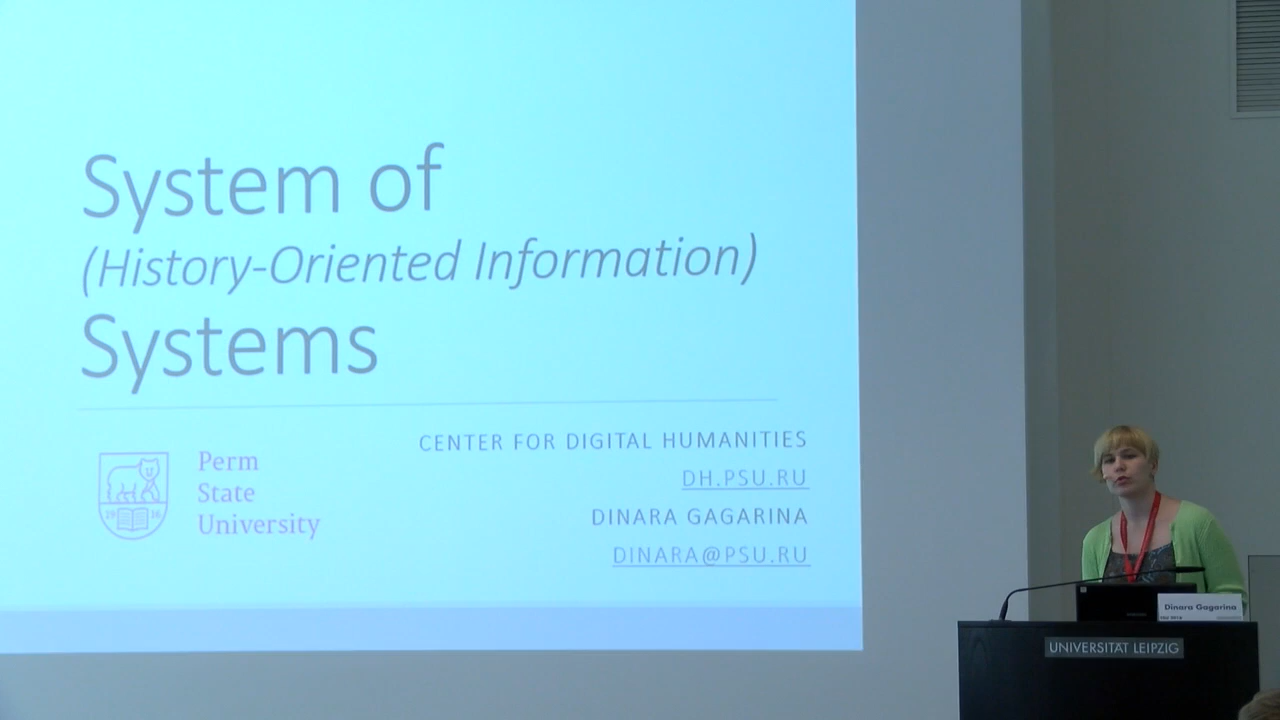 System of
(History-Oriented Information)
Systems
CENTER FOR DIGITAL HUMANITIES
DH.PSU.RU
DINARA GAGARINA
DINARA@PSU.RU
Perm
State
University
1916
Dinara Gagarina
UNIVERSITÄT LEIPZIG